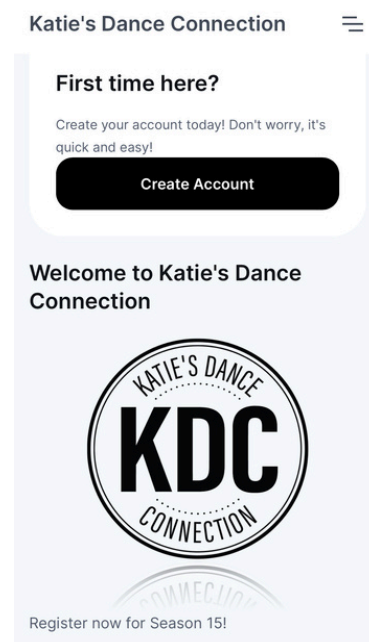 Katie's Dance Connection
First time here?
Create your account today! Don't worry, it's
quick and easy!
Create Account
Welcome to Katie's Dance
Connection
KATIE'S DANCE
KDC
CONNECTION
CONNECTION
Register now for Season 15!